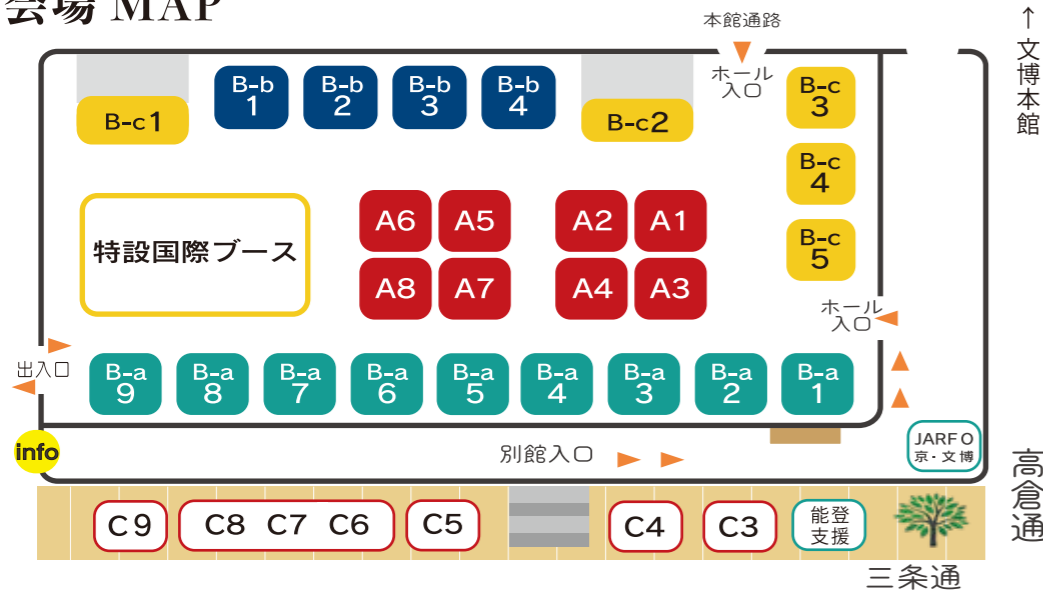 会場 MAP
本館通路
↑文博本館
ホール
入口
B-c1
B-b
1
B-b
2
B-b
3
B-b
4
B-c2
B-c
3
B-c
4
B-c
5
特設国際ブース
A6 A5 A2 A1
A8 A7 A4 A3
ホール
入口
出入口
B-a
9
B-a
8
B-a
7
B-a
6
B-a
5
B-a
4
B-a
3
B-a
2
B-a
1
info
別館入口
JARFO
京・文博
高倉通
C9 C8 C7 C6 C5 C4 C3
能登
支援
三条通